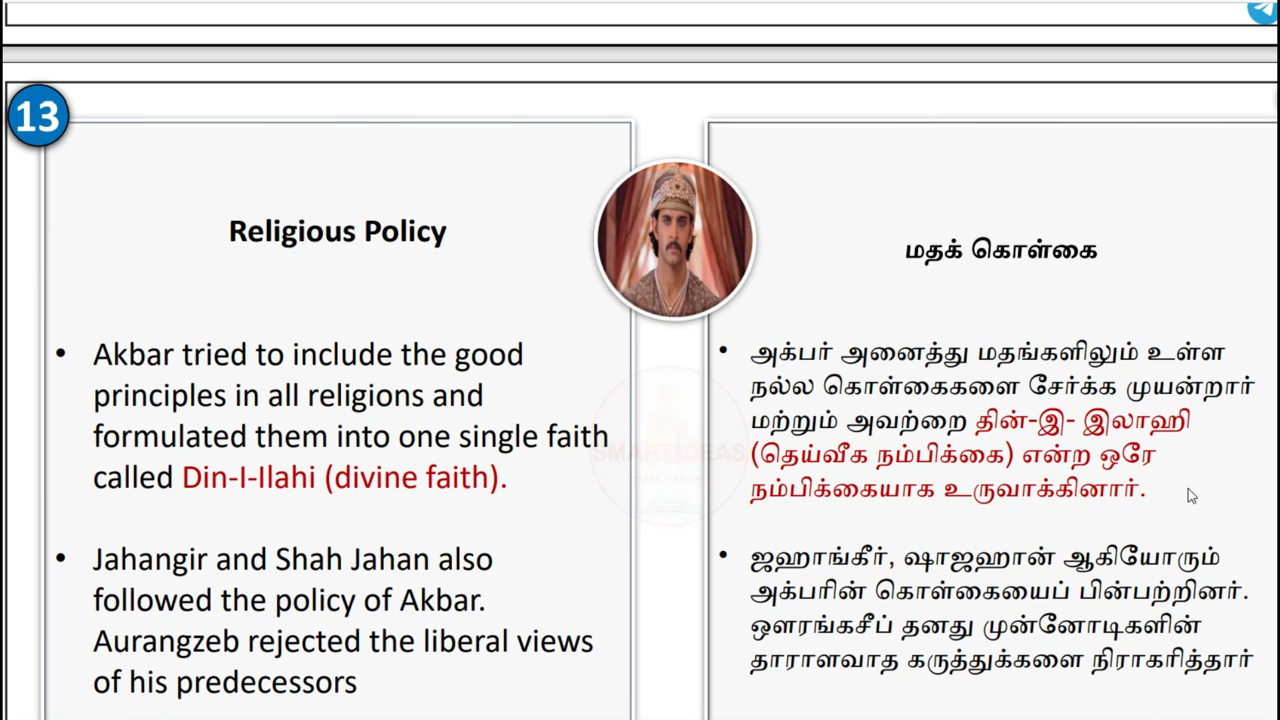 13
Religious Policy
• Akbar tried to include the good
principles in all religions and
formulated them into one single faith
called Din-I-Ilahi (divine faith).
• Jahangir and Shah Jahan also
followed the policy of Akbar.
Aurangzeb rejected the liberal views
of his predecessors
SMART IDEAS
மதக் கொள்கை
• அக்பர் அனைத்து மதங்களிலும் உள்ள
நல்ல கொள்கைகளை சேர்க்க முயன்றார்
மற்றும் அவற்றை தின்-இ- இலாஹி
(தெய்வீக நம்பிக்கை) என்ற ஒரே
நம்பிக்கையாக உருவாக்கினார்.
• ஜஹாங்கீர், ஷாஜஹான் ஆகியோரும்
அக்பரின் கொள்கையைப் பின்பற்றினர்.
ஔரங்கசீப் தனது முன்னோடிகளின்
தாராளவாத கருத்துக்களை நிராகரித்தார்